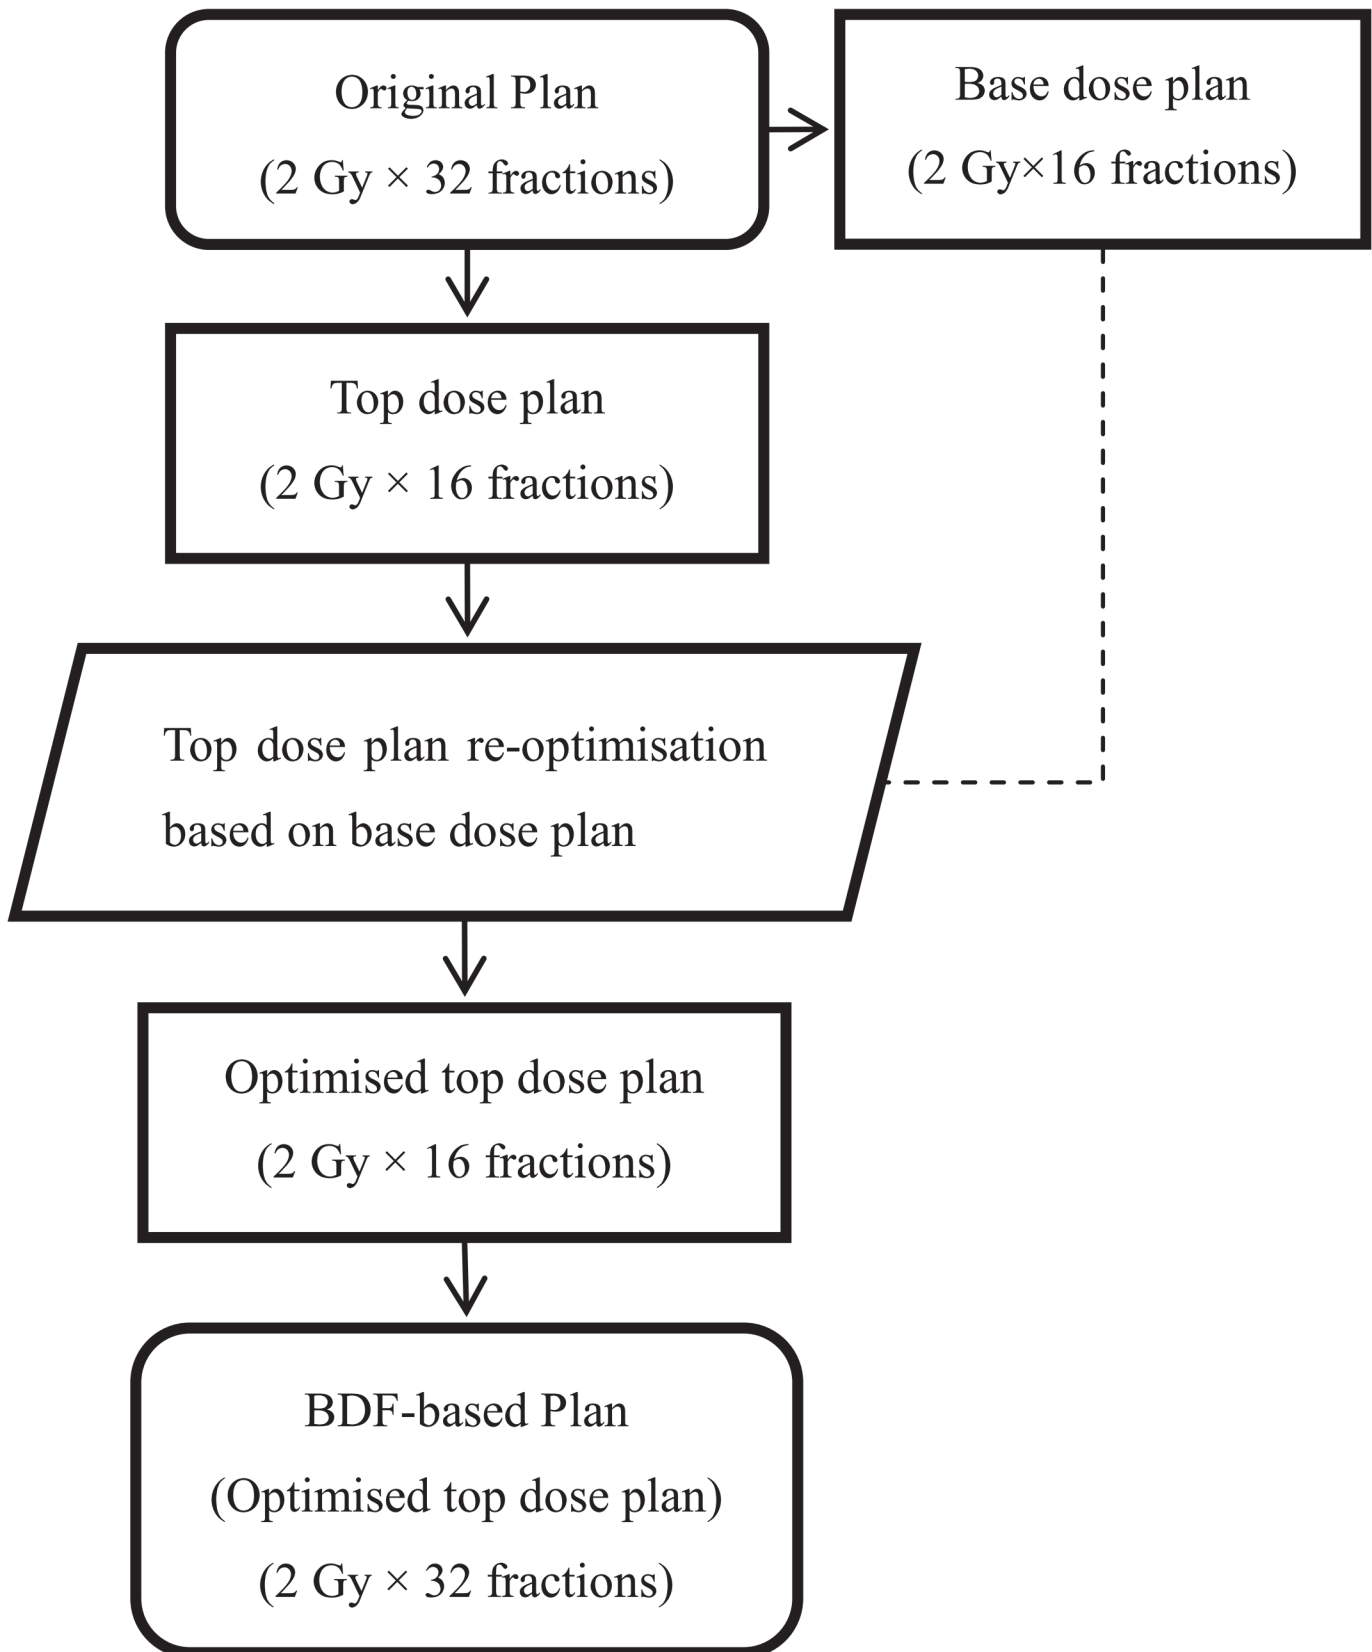 Original Plan
(2 Gy × 32 fractions)
Base dose plan
(2 Gy×16 fractions)
Top dose plan
(2 Gy × 16 fractions)
Top dose plan re-optimisation
based on base dose plan
Optimised top dose plan
(2 Gy × 16 fractions)
BDF-based Plan
(Optimised top dose plan)
(2 Gy × 32 fractions)